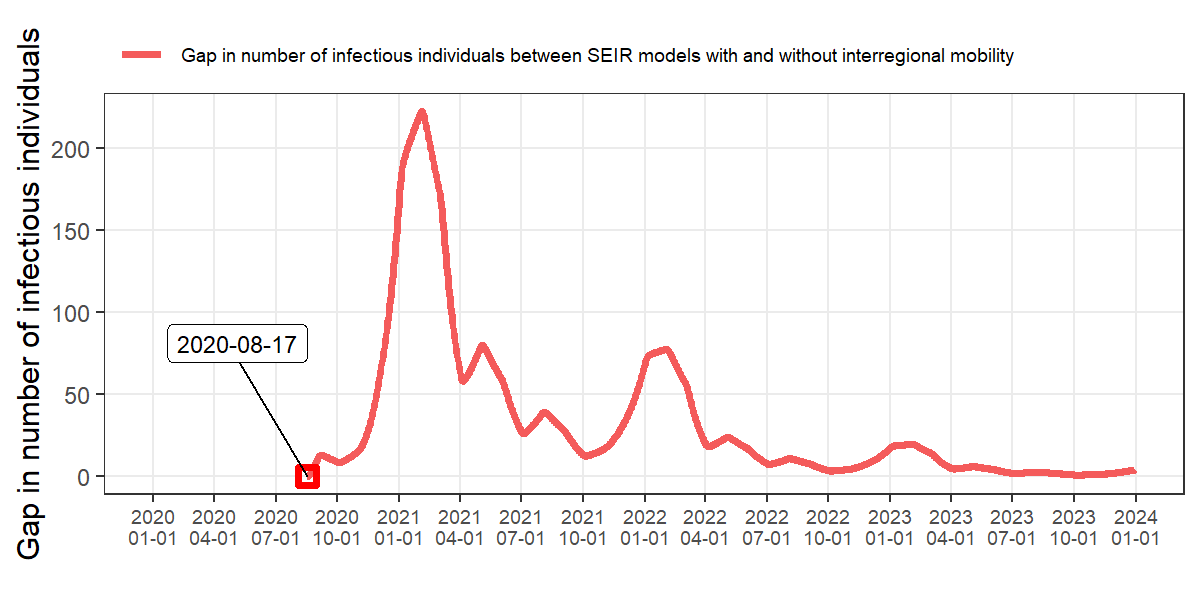 Gap in number of infectious individuals between SEIR models with and without interregional mobility
Gap in number of infectious individuals
200
150
100
50
0
2020-08-17
2020 2020 2020 2020 2021 2021 2021 2021 2022 2022 2022 2022 2023 2023 2023 2023 2024
01-01 04-01 07-01 10-01 01-01 04-01 07-01 10-01 01-01 04-01 07-01 10-01 01-01 04-01 07-01 10-01 01-01